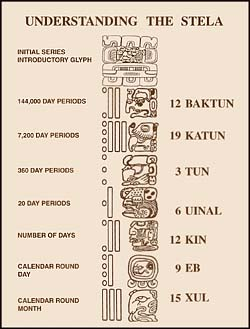 UNDERSTANDING THE STELA
INITIAL SERIES
INTRODUCTORY GLYPH
144,000 DAY PERIODS
12 BAKTUN
7,200 DAY PERIODS
19 KATUN
360 DAY PERIODS
3 TUN
20 DAY PERIODS
6 UINAL
NUMBER OF DAYS
12 KIN
CALENDAR ROUND
DAY
9 EB
CALENDAR ROUND
MONTH
15 XUL